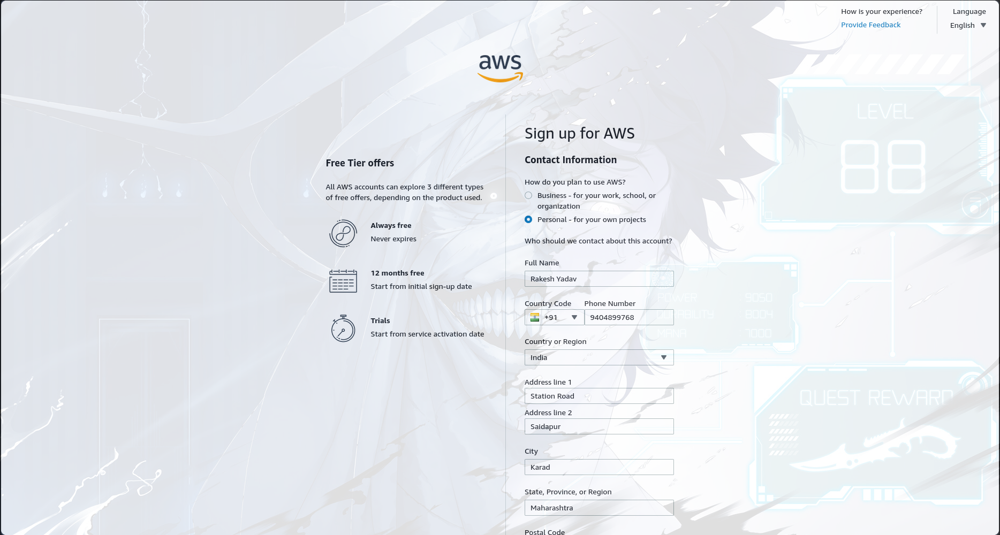 How is your experience?
Provide Feedback
Language
English
aws
Free Tier offers
All AWS accounts can explore 3 different types
of free offers, depending on the product used.
Always free
Never expires
12 months free
Start from initial sign-up date
Trials
Start from service activation date
Sign up for AWS
Contact Information
How do you plan to use AWS?
Business - for your work, school, or
organization
Personal - for your own projects
Who should we contact about this account?
Full Name
Rakesh Yadav
Country Code
Phone Number
+91
9404899768
Country or Region
India
Address line 1
Station Road
Address line 2
Saidapur
City
Karad
State, Province, or Region
Maharashtra
Postal Code
LEVEL
88
POWER : 9050
DURABILITY : 8004
MANA : 7000
QUEST REWARD